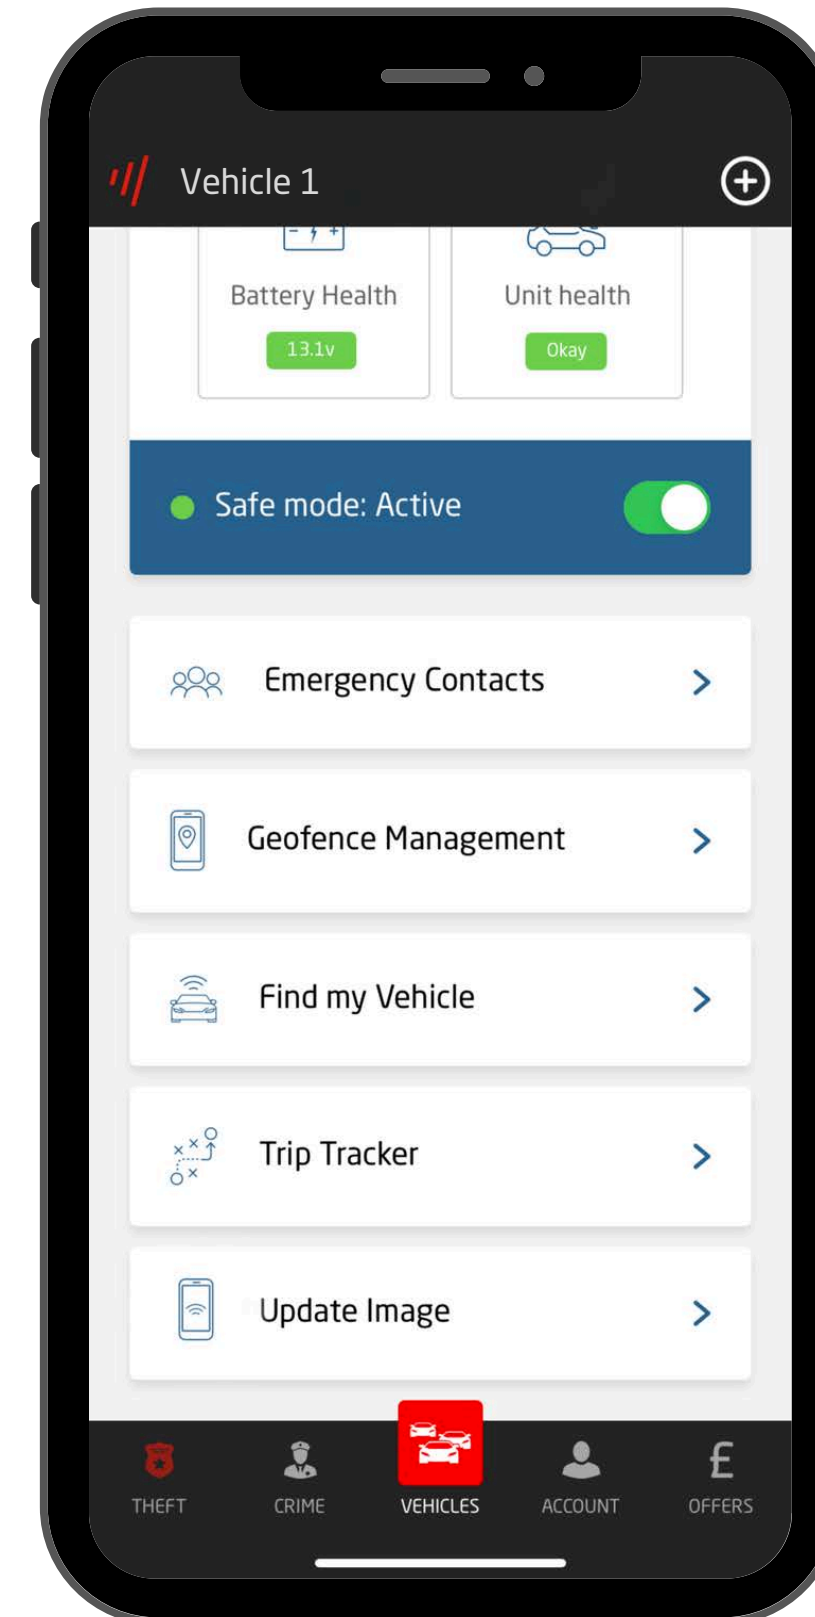 Vehicle 1
Battery Health
Unit health
13.1v
Okay
Safe mode: Active
Emergency Contacts
Geofence Management
Find my Vehicle
Trip Tracker
Update Image
THEFT
CRIME
VEHICLES
ACCOUNT
£
OFFERS